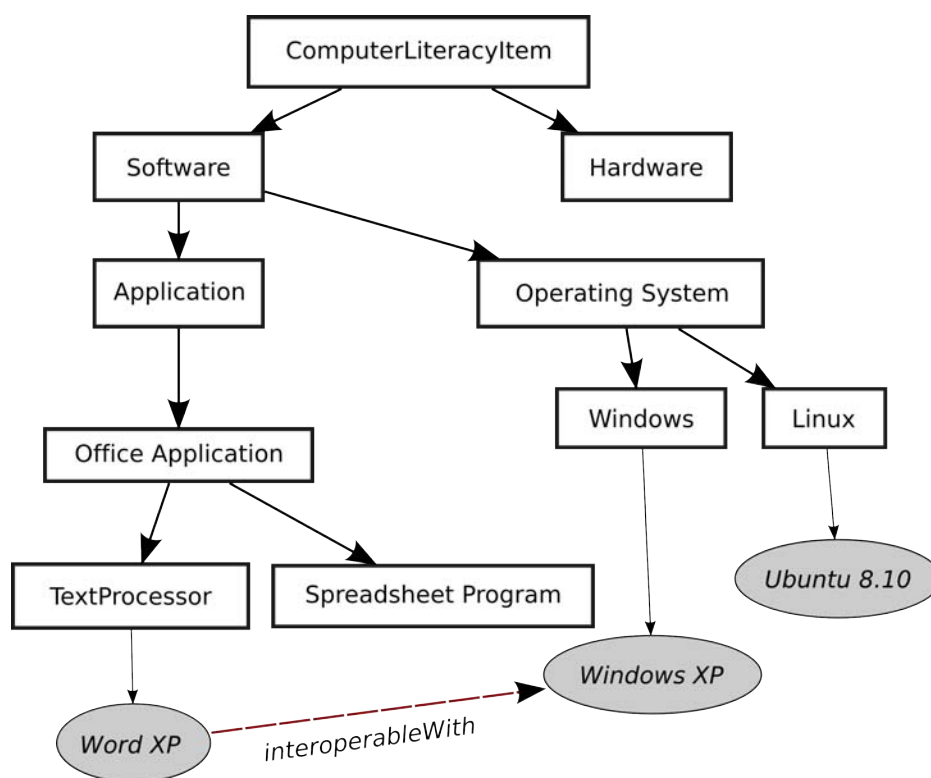 ComputerLiteracyItem
Software
Hardware
Application
Operating System
Windows
Linux
Office Application
Ubuntu 8.10
TextProcessor
Spreadsheet Program
Windows XP
Word XP
interoperableWith